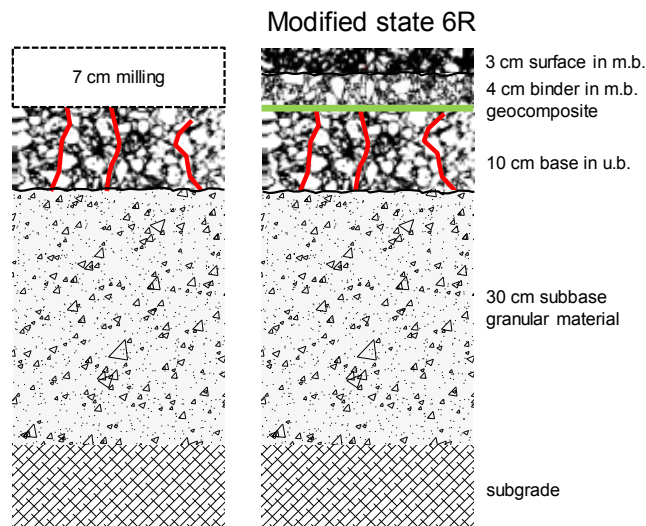 Modified state 6R
7 cm milling
3 cm surface in m.b.
4 cm binder in m.b.
geocomposite
10 cm base in u.b.
30 cm subbase
granular material
subgrade